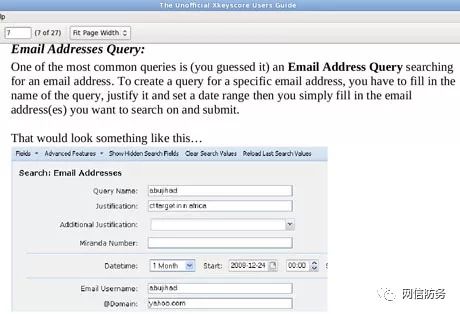 The Unofficial Xkeyscore Users Guide
lp
7 (7 of 27) Fit Page Width
Email Addresses Query:
One of the most common queries is (you guessed it) an Email Address Query searching
for an email address. To create a query for a specific email address, you have to fill in the
name of the query, justify it and set a date range then you simply fill in the email
address(es) you want to search on and submit.
That would look something like this…
Fields Advanced Features Show Hidden Search Fields Clear Search Values Reload Last Search Values
Search: Email Addresses
Query Name: abujihad
Justification: ct target in n africa
Additional Justification:
Miranda Number:
Datetime: 1 Month Start: 2009-12-24 00:00
Email Username: abujihad
@Domain: yahoo.com
网信防务